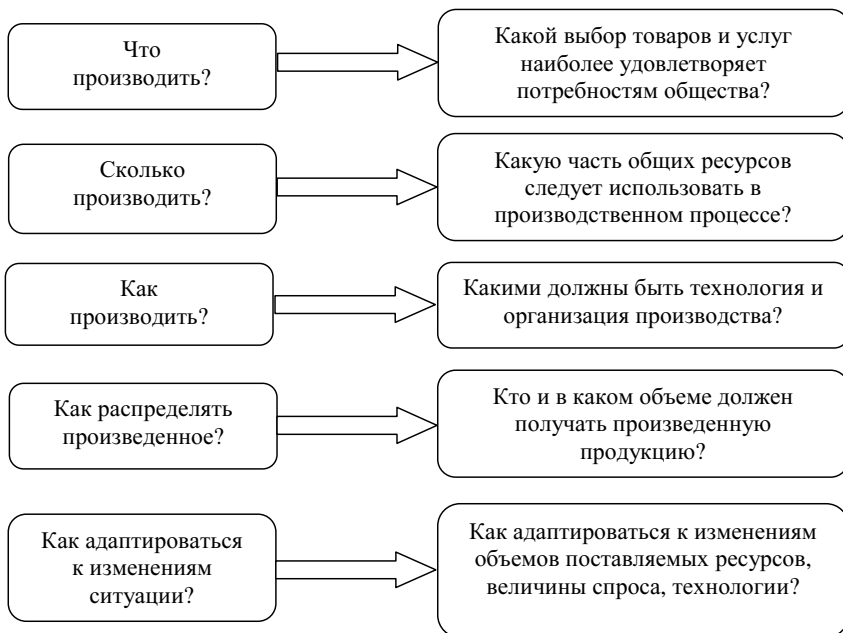 Что
производить?
Какой выбор товаров и услуг
наиболее удовлетворяет
потребностям общества?
Сколько
производить?
Какую часть общих ресурсов
следует использовать в
производственном процессе?
Как
производить?
Какими должны быть технология и
организация производства?
Как распределять
произведенное?
Кто и в каком объеме должен
получать произведенную
продукцию?
Как адаптироваться
к изменениям
ситуации?
Как адаптироваться к изменениям
объемов поставляемых ресурсов,
величины спроса, технологии?